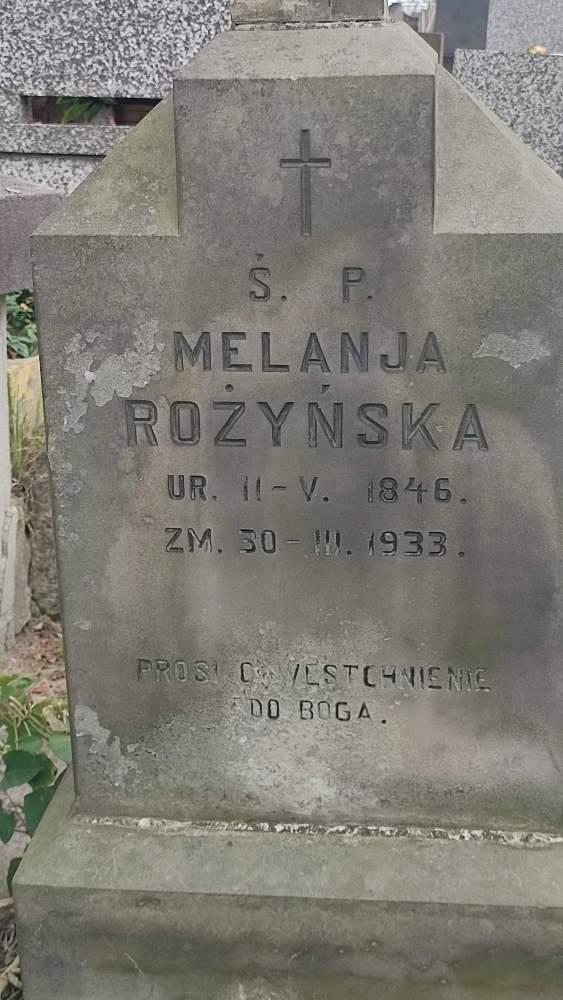 Ś. P.
MELANJA
ROŻYŃSKA
UR. 11-V. 1846.
ZM. 30-III. 1933.
PROSI O WESTCHNIENIE
DO BOGA.